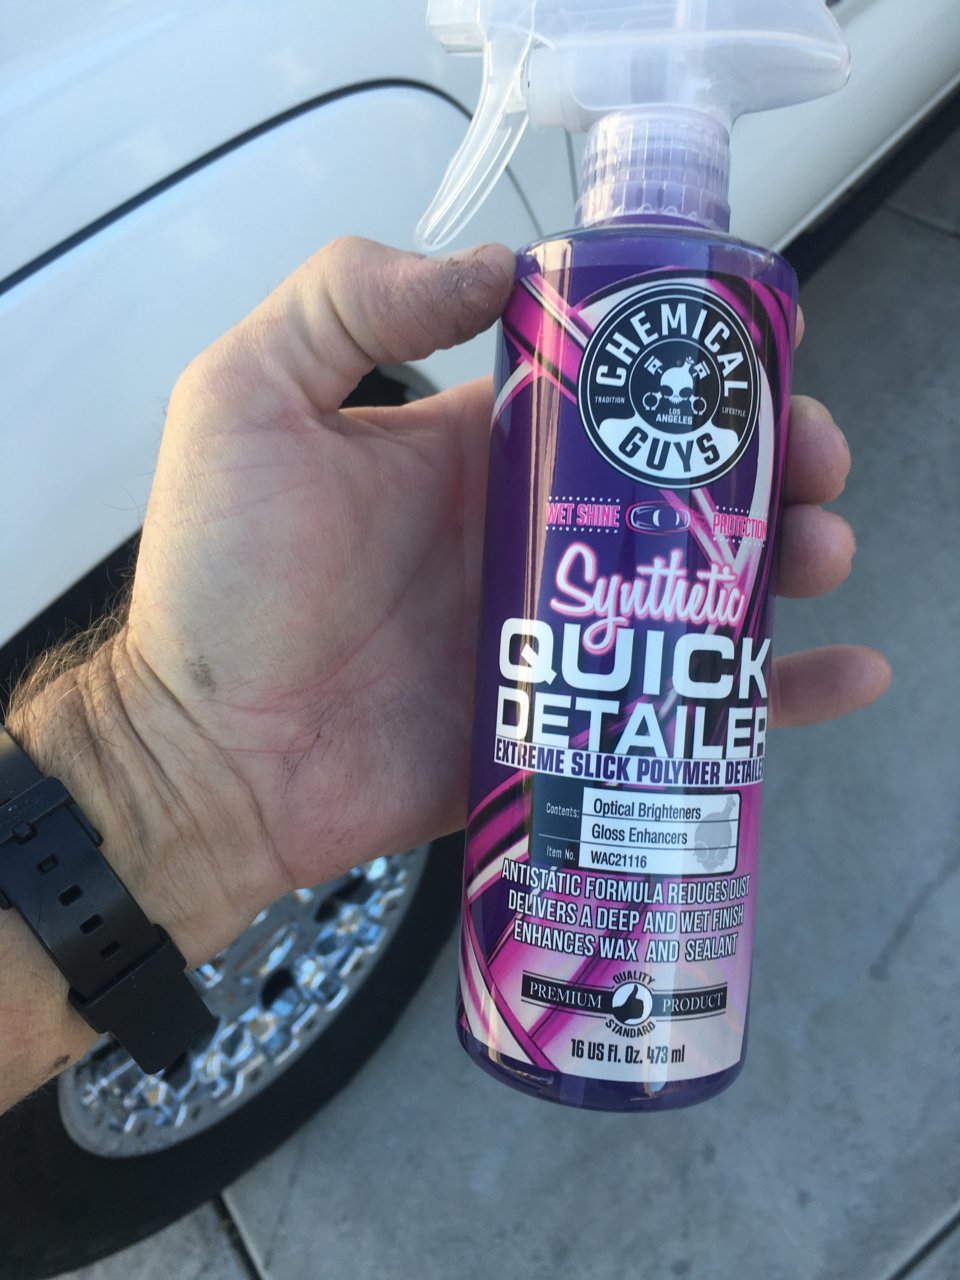 CHEMICAL
TRADITION
LIFESTYLE
LOS
ANGELES
GUYS
WET SHINE
PROTECTION
Synthetic
QUICK
DETAILER
EXTREME SLICK POLYMER DETAILER
Contents: Optical Brighteners
Gloss Enhancers
Item No. WAC21116
ANTISTATIC FORMULA REDUCES DUST
DELIVERS A DEEP AND WET FINISH
ENHANCES WAX AND SEALANT
QUALITY
PREMIUM PRODUCT
STANDARD
16 US Fl. Oz. 473 ml